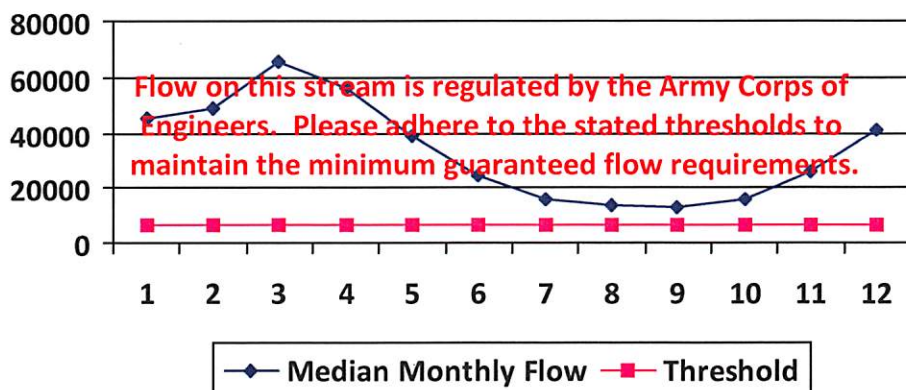 80000
60000
40000
20000
0
Flow on this stream is regulated by the Army Corps of
Engineers.  Please adhere to the stated thresholds to
maintain the minimum guaranteed flow requirements.
1 2 3 4 5 6 7 8 9 10 11 12
Median Monthly Flow Threshold